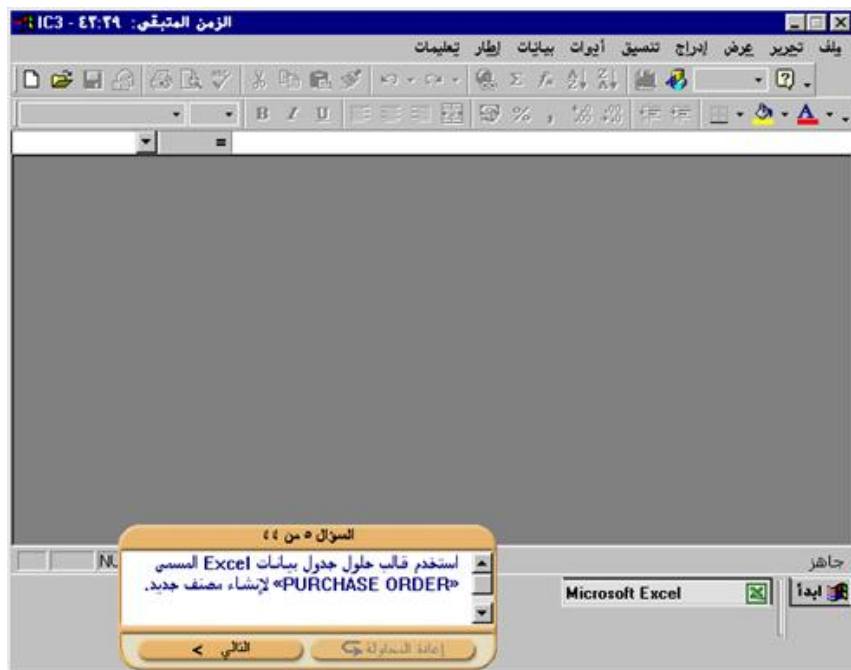 الزمن المتبقي: ٤٣:٢٩ - IC3
ملف تحرير عرض إدراج تنسيق أدوات بيانات إطار تعليمات
B I U % ,
=
السؤال ٥ من ٤٤
استخدم قالب حلول جدول بيانات Excel المسمى
«PURCHASE ORDER» لإنشاء مصنف جديد.
إعادة المحاولة
التالي >
جاهز
NU
Microsoft Excel
ابدأ